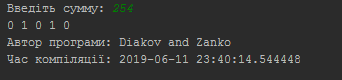 Введіть сумму: 254
0 1 0 1 0
Автор програми: Diakov and Zanko
Час компіляції: 2019-06-11 23:40:14.544448